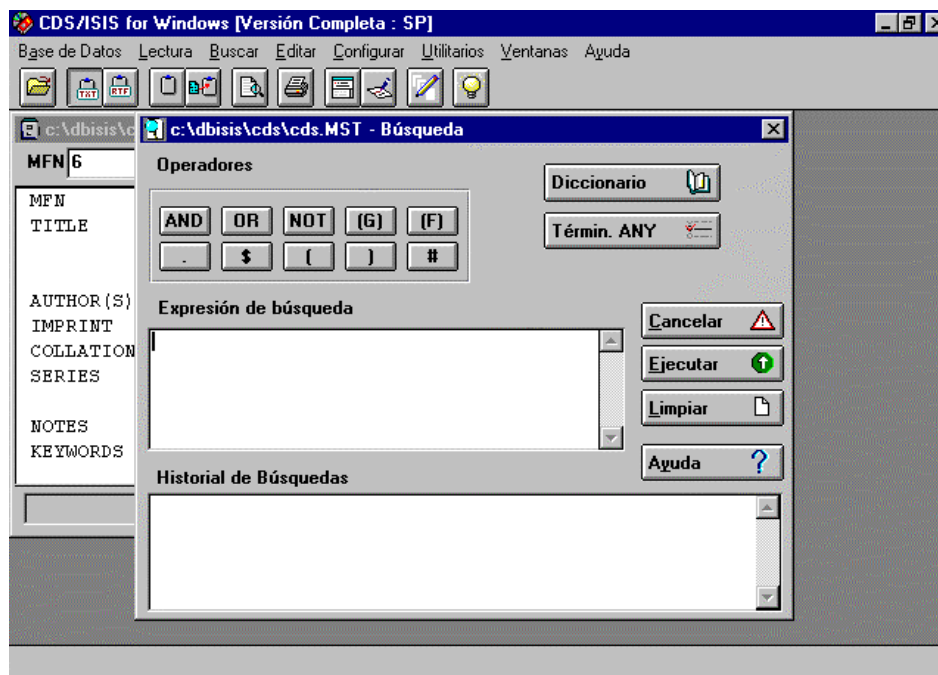 CDS/ISIS for Windows [Versión Completa : SP]
Base de Datos Lectura Buscar Editar Configurar Utilitarios Ventanas Ayuda
TXT RTF
c:\dbisis\c
c:\dbisis\cds\cds.MST - Búsqueda
MFN 6
Operadores
Diccionario
MFN
TITLE
AND OR NOT (G) (F)
Términ. ANY
. $ ( ) #
AUTHOR(S)
Expresión de búsqueda
IMPRINT
Cancelar
COLLATION
Ejecutar
SERIES
Limpiar
NOTES
KEYWORDS
Ayuda ?
Historial de Búsquedas